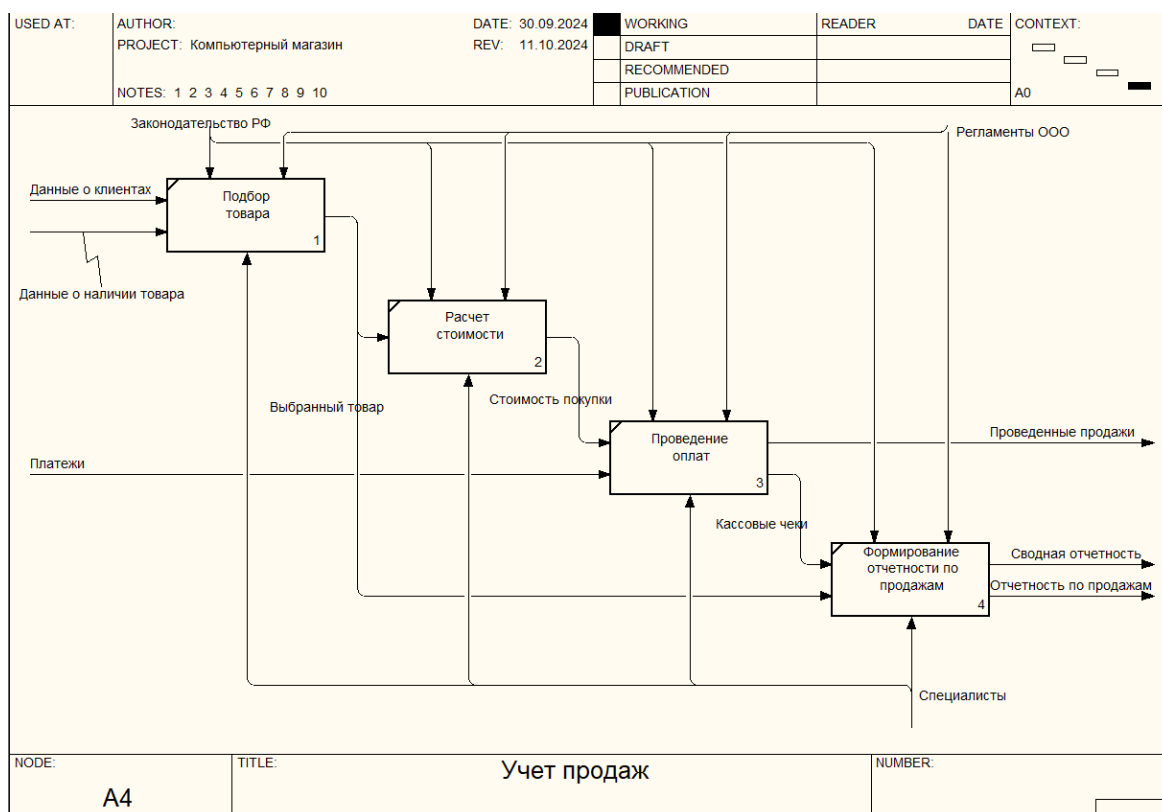 USED AT:
AUTHOR:
DATE: 30.09.2024
PROJECT: Компьютерный магазин
REV: 11.10.2024
NOTES: 1 2 3 4 5 6 7 8 9 10
WORKING
DRAFT
RECOMMENDED
PUBLICATION
READER
DATE
CONTEXT:
A0
Законодательство РФ
Регламенты ООО
Данные о клиентах
Данные о наличии товара
Подбор
товара
1
Расчет
стоимости
2
Выбранный товар
Стоимость покупки
Платежи
Проведение
оплат
3
Проведенные продажи
Кассовые чеки
Формирование
отчетности по
продажам
4
Сводная отчетность
Отчетность по продажам
Специалисты
NODE:
A4
TITLE:
Учет продаж
NUMBER: